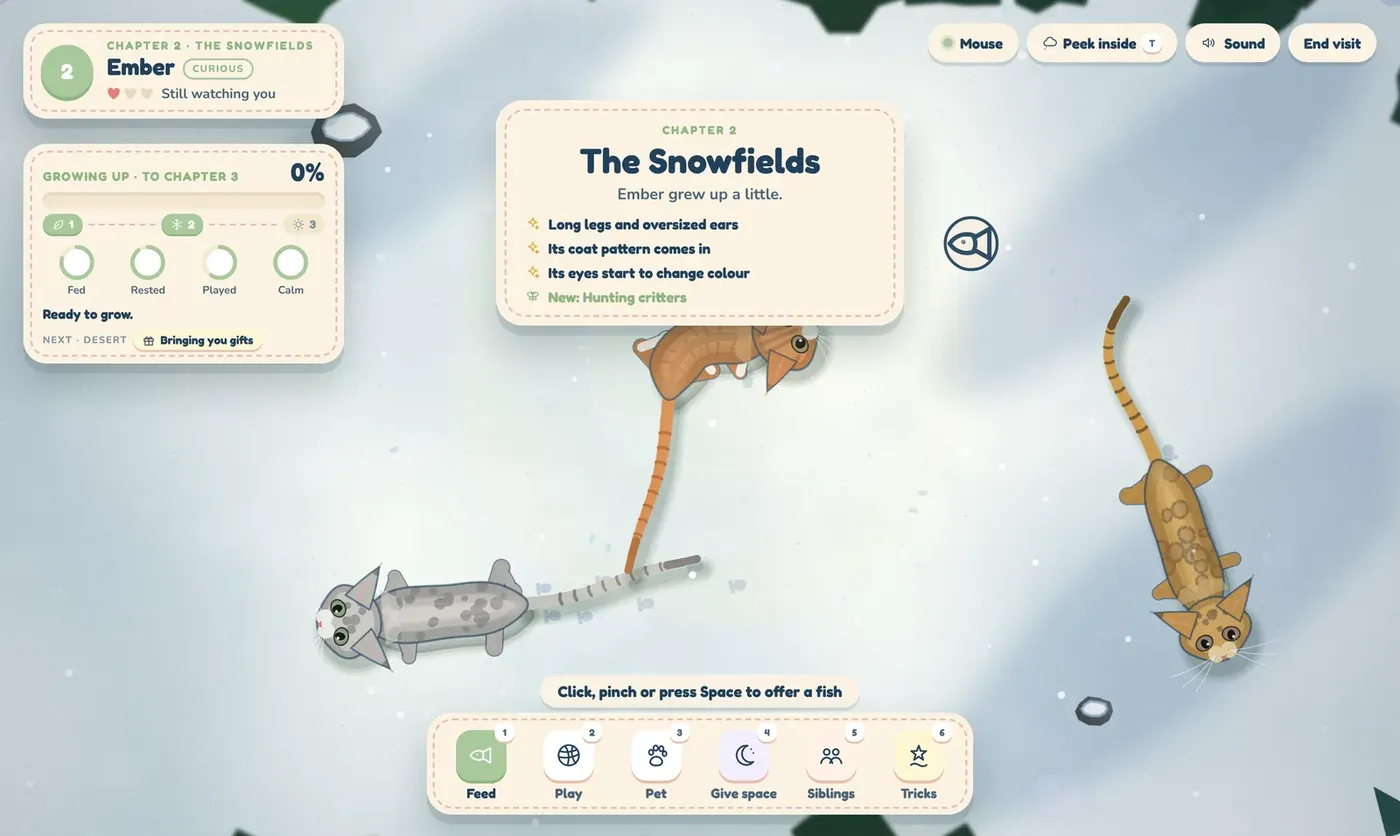 CHAPTER 2 · THE SNOWFIELDS
2
Ember CURIOUS
Still watching you
GROWING UP · TO CHAPTER 3 0%
1 2 3
Fed Rested Played Calm
Ready to grow.
NEXT · DESERT Bringing you gifts
Mouse Peek inside T Sound End visit
CHAPTER 2
The Snowfields
Ember grew up a little.
Long legs and oversized ears
Its coat pattern comes in
Its eyes start to change colour
New: Hunting critters
Click, pinch or press Space to offer a fish
1 2 3 4 5 6
Feed Play Pet Give space Siblings Tricks